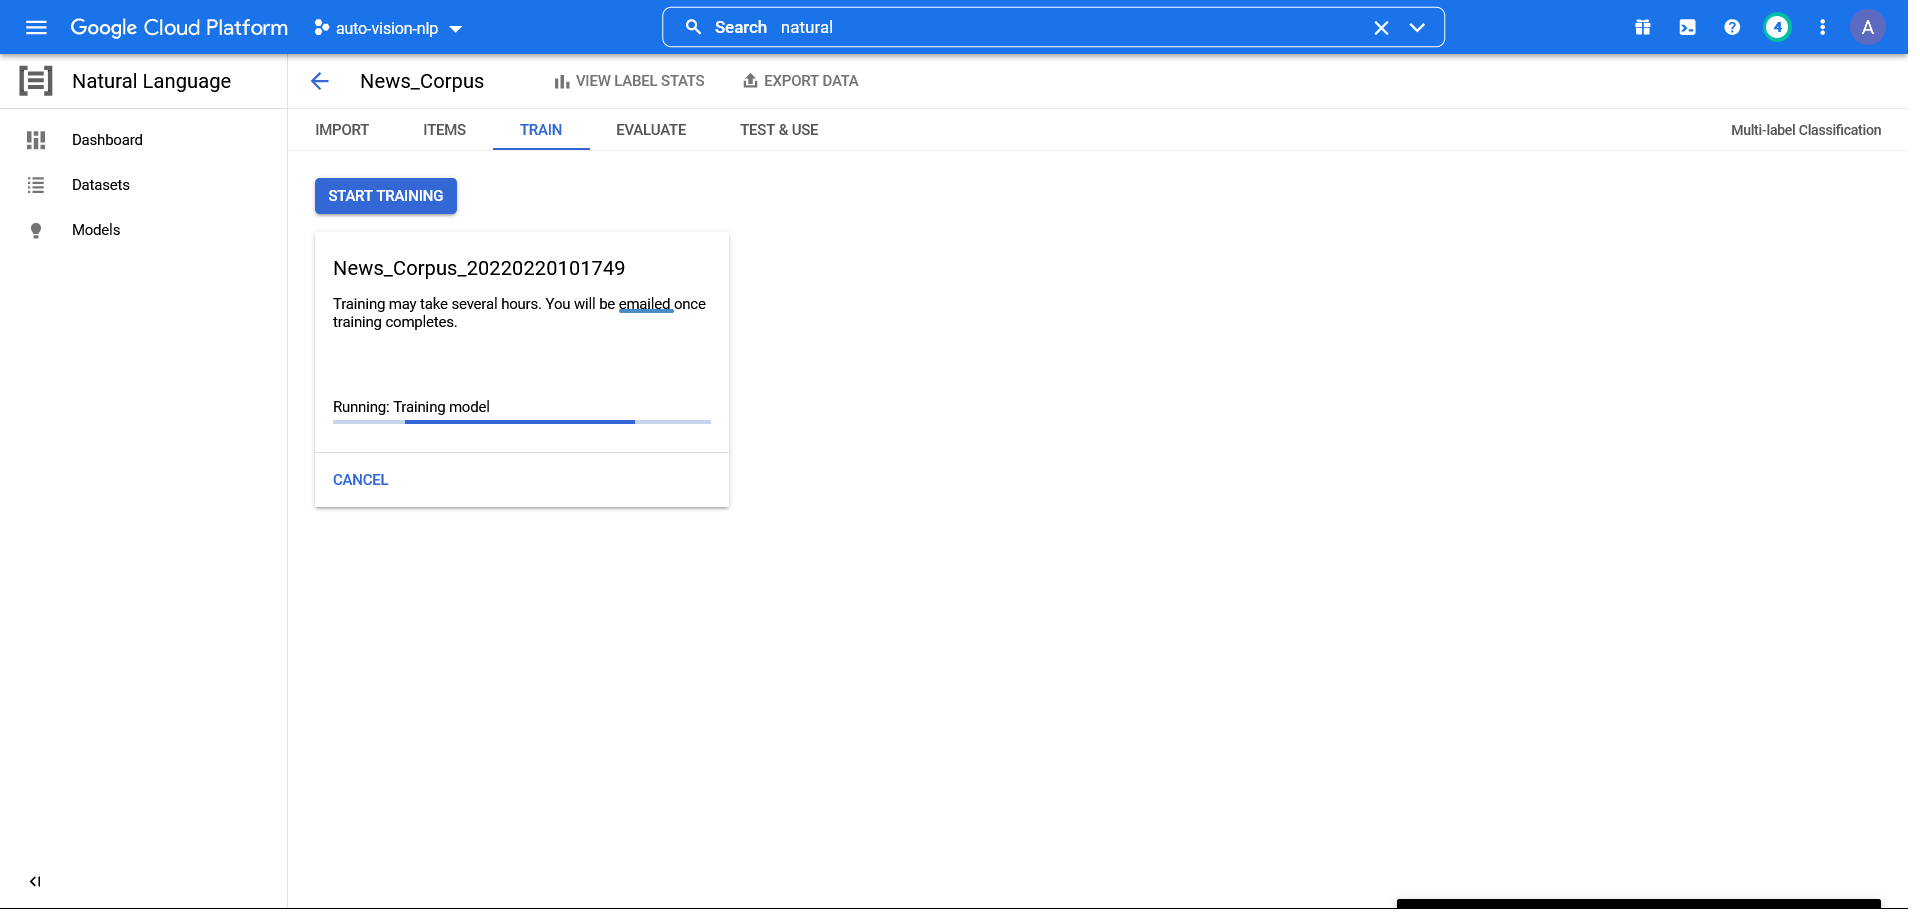 Google Cloud Platform auto-vision-nlp Search natural 4 A
Natural Language News_Corpus VIEW LABEL STATS EXPORT DATA
IMPORT ITEMS TRAIN EVALUATE TEST & USE Multi-label Classification
Dashboard
Datasets
Models
START TRAINING
News_Corpus_20220220101749
Training may take several hours. You will be emailed once
training completes.
Running: Training model
CANCEL